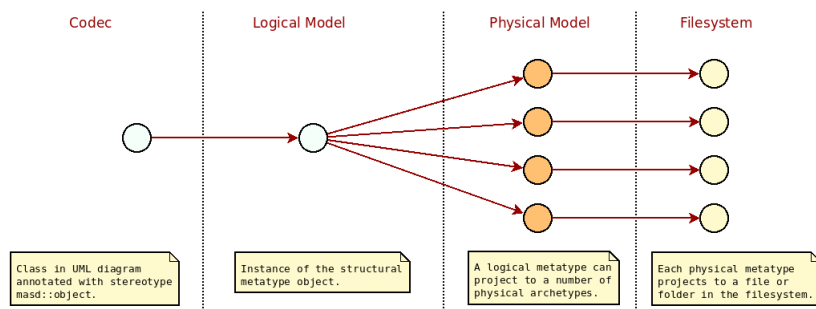 Codec
Logical Model
Physical Model
Filesystem
Class in UML diagram
annotated with stereotype
masd::object.
Instance of the structural
metatype object.
A logical metatype can
project to a number of
physical archetypes.
Each physical metatype
projects to a file or
folder in the filesystem.